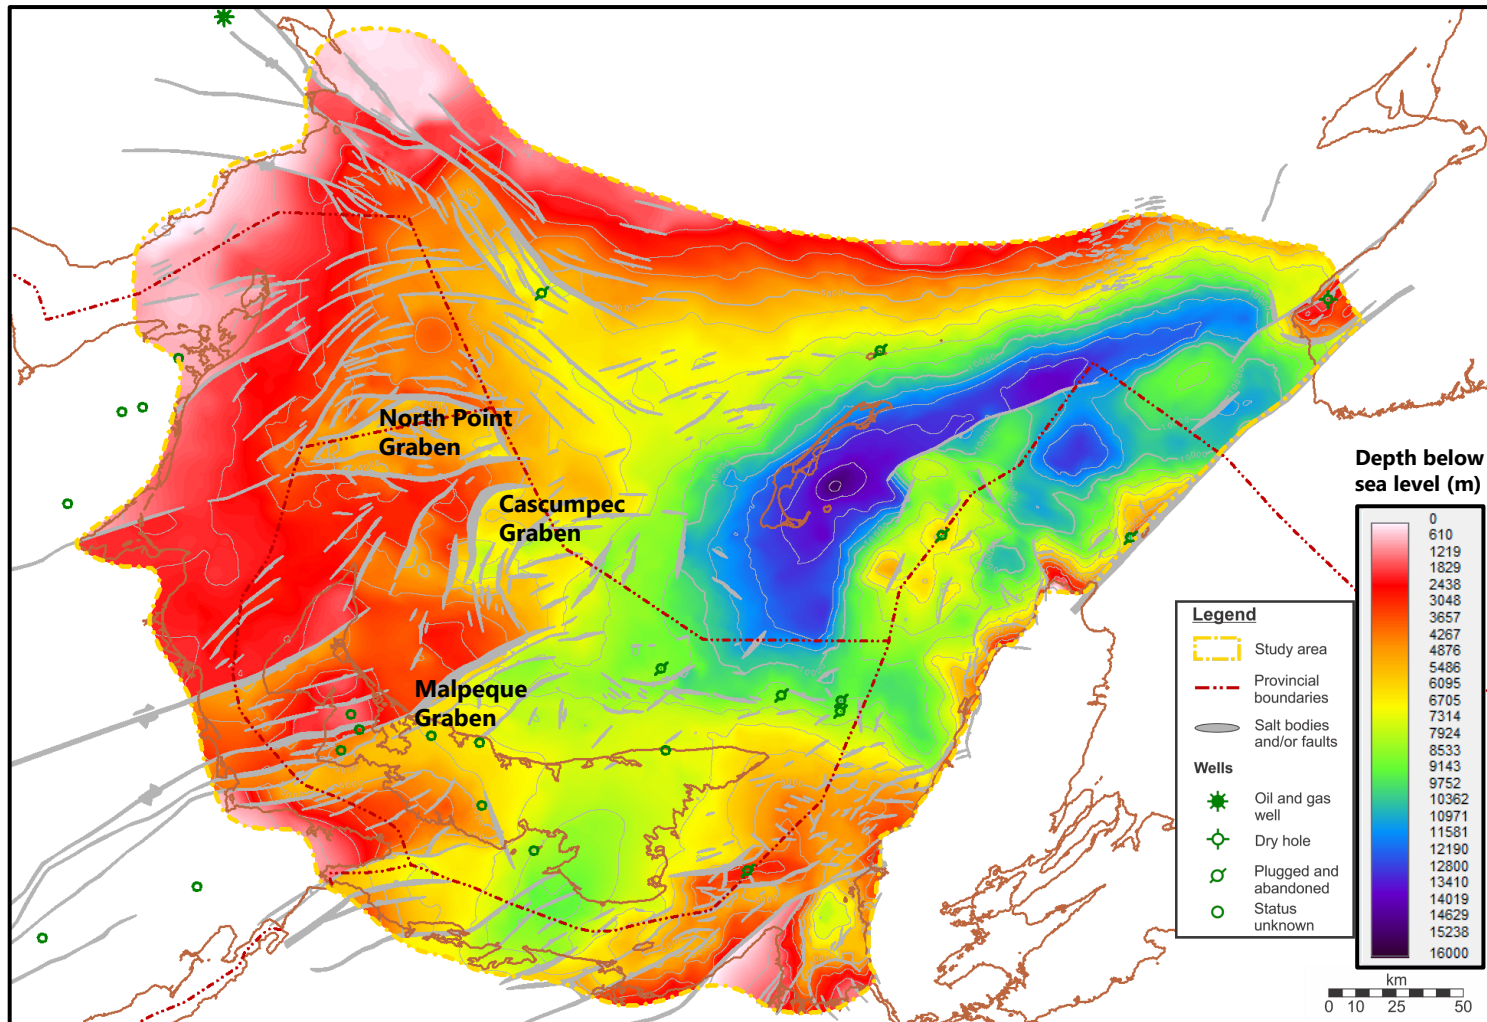 North Point
Graben
Cascumpec
Graben
Malpeque
Graben
Depth below
sea level (m)
0
610
1219
1829
2438
3048
3657
4267
4876
5486
6095
6705
7314
7924
8533
9143
9752
10362
10971
11581
12190
12800
13410
14019
14629
15238
16000
Legend
Study area
Provincial
boundaries
Salt bodies
and/or faults
Wells
Oil and gas
well
Dry hole
Plugged and
abandoned
Status
unknown
km
0 10 25 50